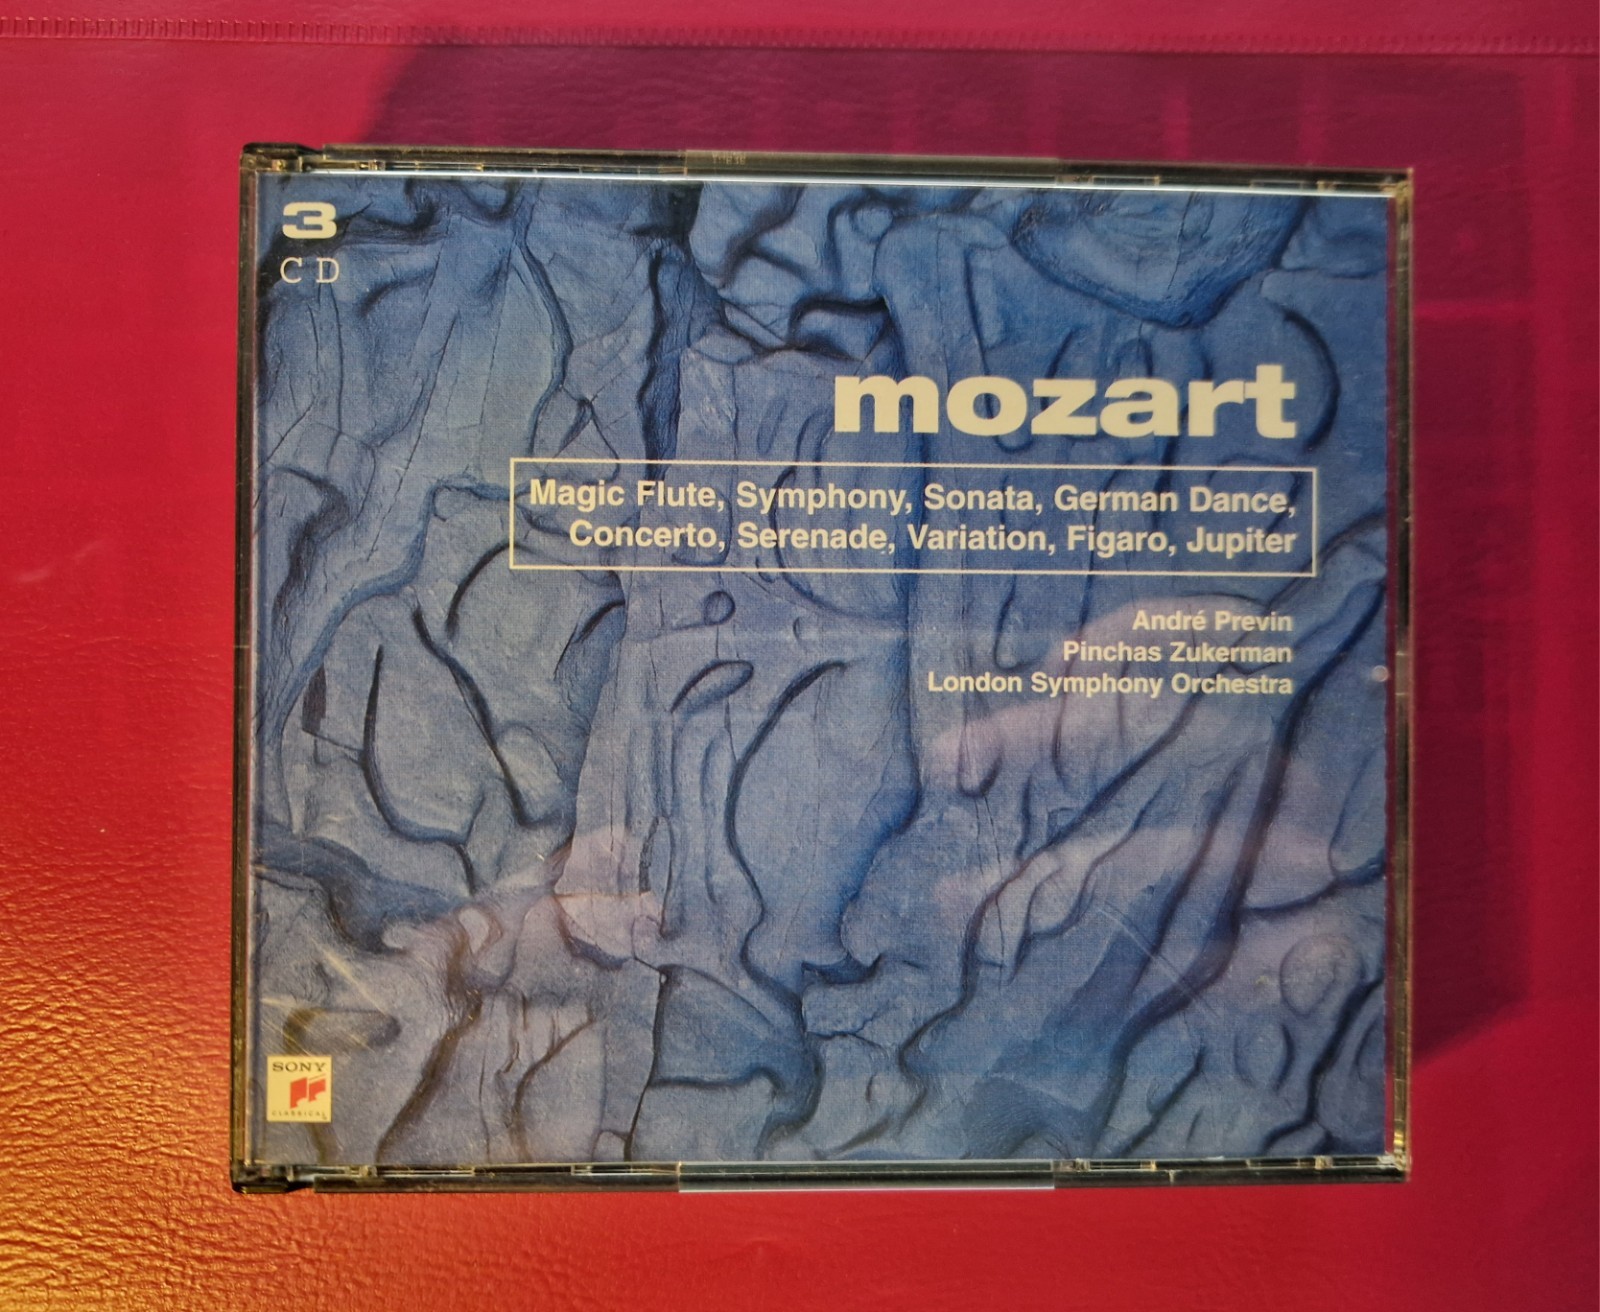 3
CD
mozart
Magic Flute, Symphony, Sonata, German Dance,
Concerto, Serenade, Variation, Figaro, Jupiter
André Previn
Pinchas Zukerman
London Symphony Orchestra
SONY
CLASSICAL